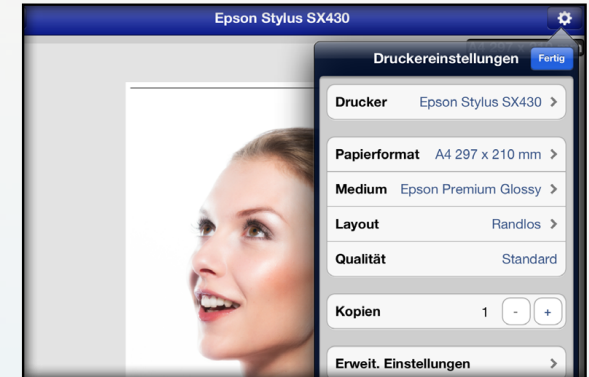 Epson Stylus SX430
Druckereinstellungen Fertig
Drucker Epson Stylus SX430
Papierformat A4 297 x 210 mm
Medium Epson Premium Glossy
Layout Randlos
Qualität Standard
Kopien 1 - +
Erweit. Einstellungen